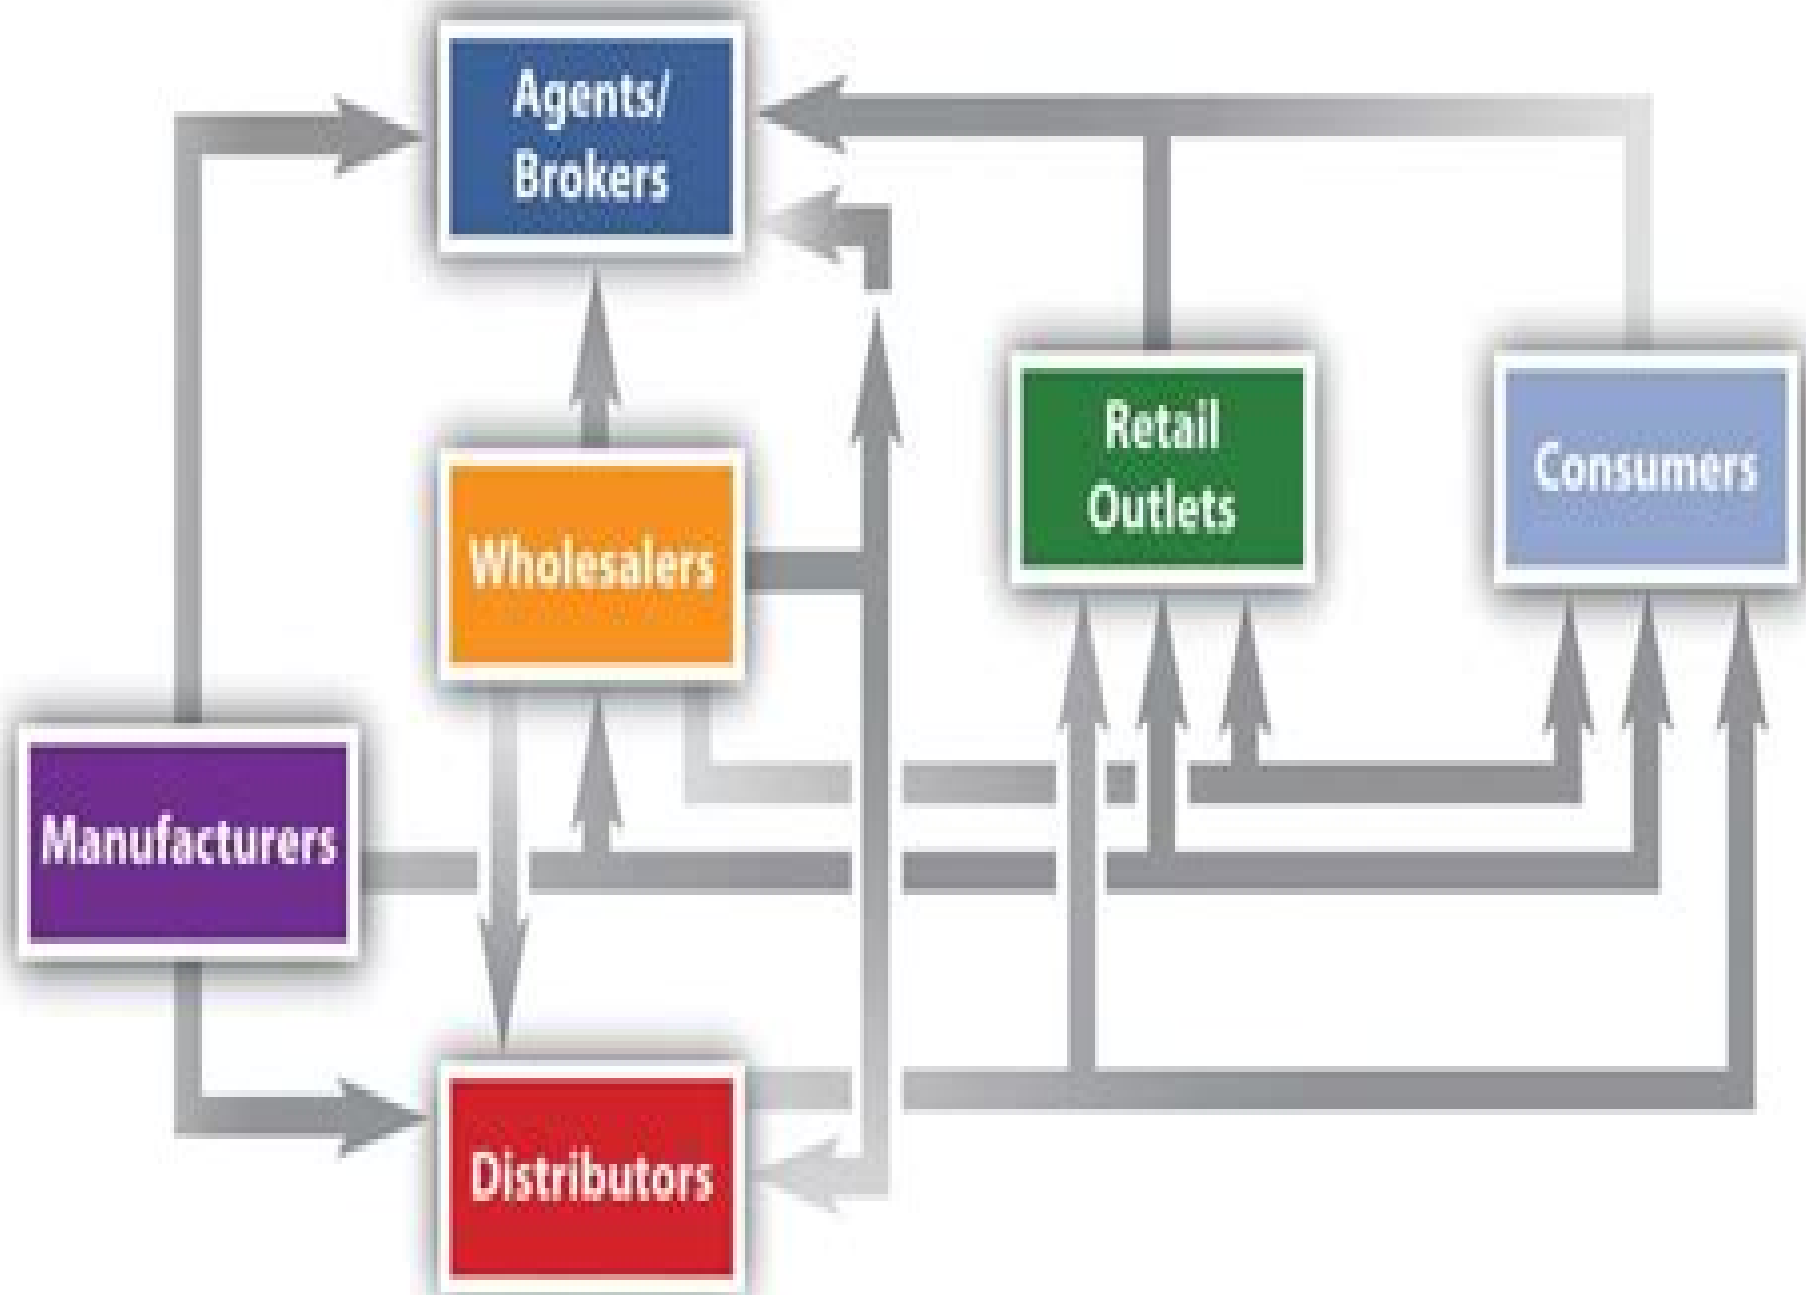 Agents/
Brokers
Retail
Outlets
Consumers
Wholesalers
Manufacturers
Distributors